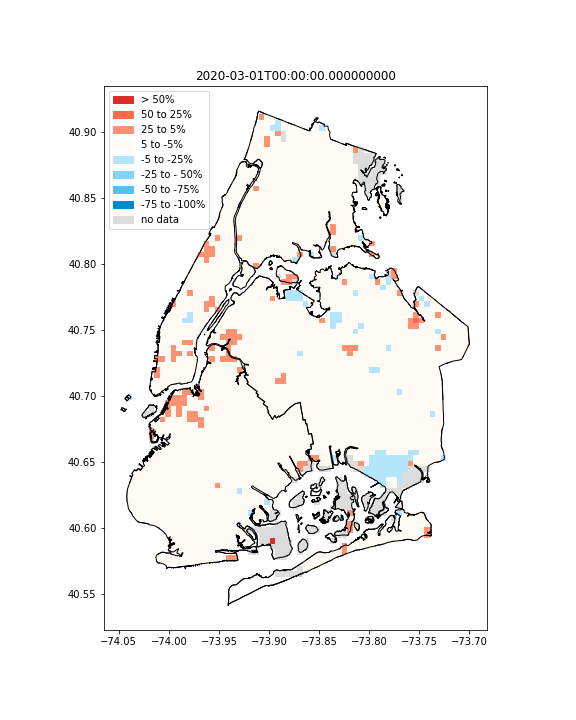 2020-03-01T00:00:00.000000000
> 50%
50 to 25%
25 to 5%
5 to -5%
-5 to -25%
-25 to - 50%
-50 to -75%
-75 to -100%
no data
40.90
40.85
40.80
40.75
40.70
40.65
40.60
40.55
−74.05 −74.00 −73.95 −73.90 −73.85 −73.80 −73.75 −73.70